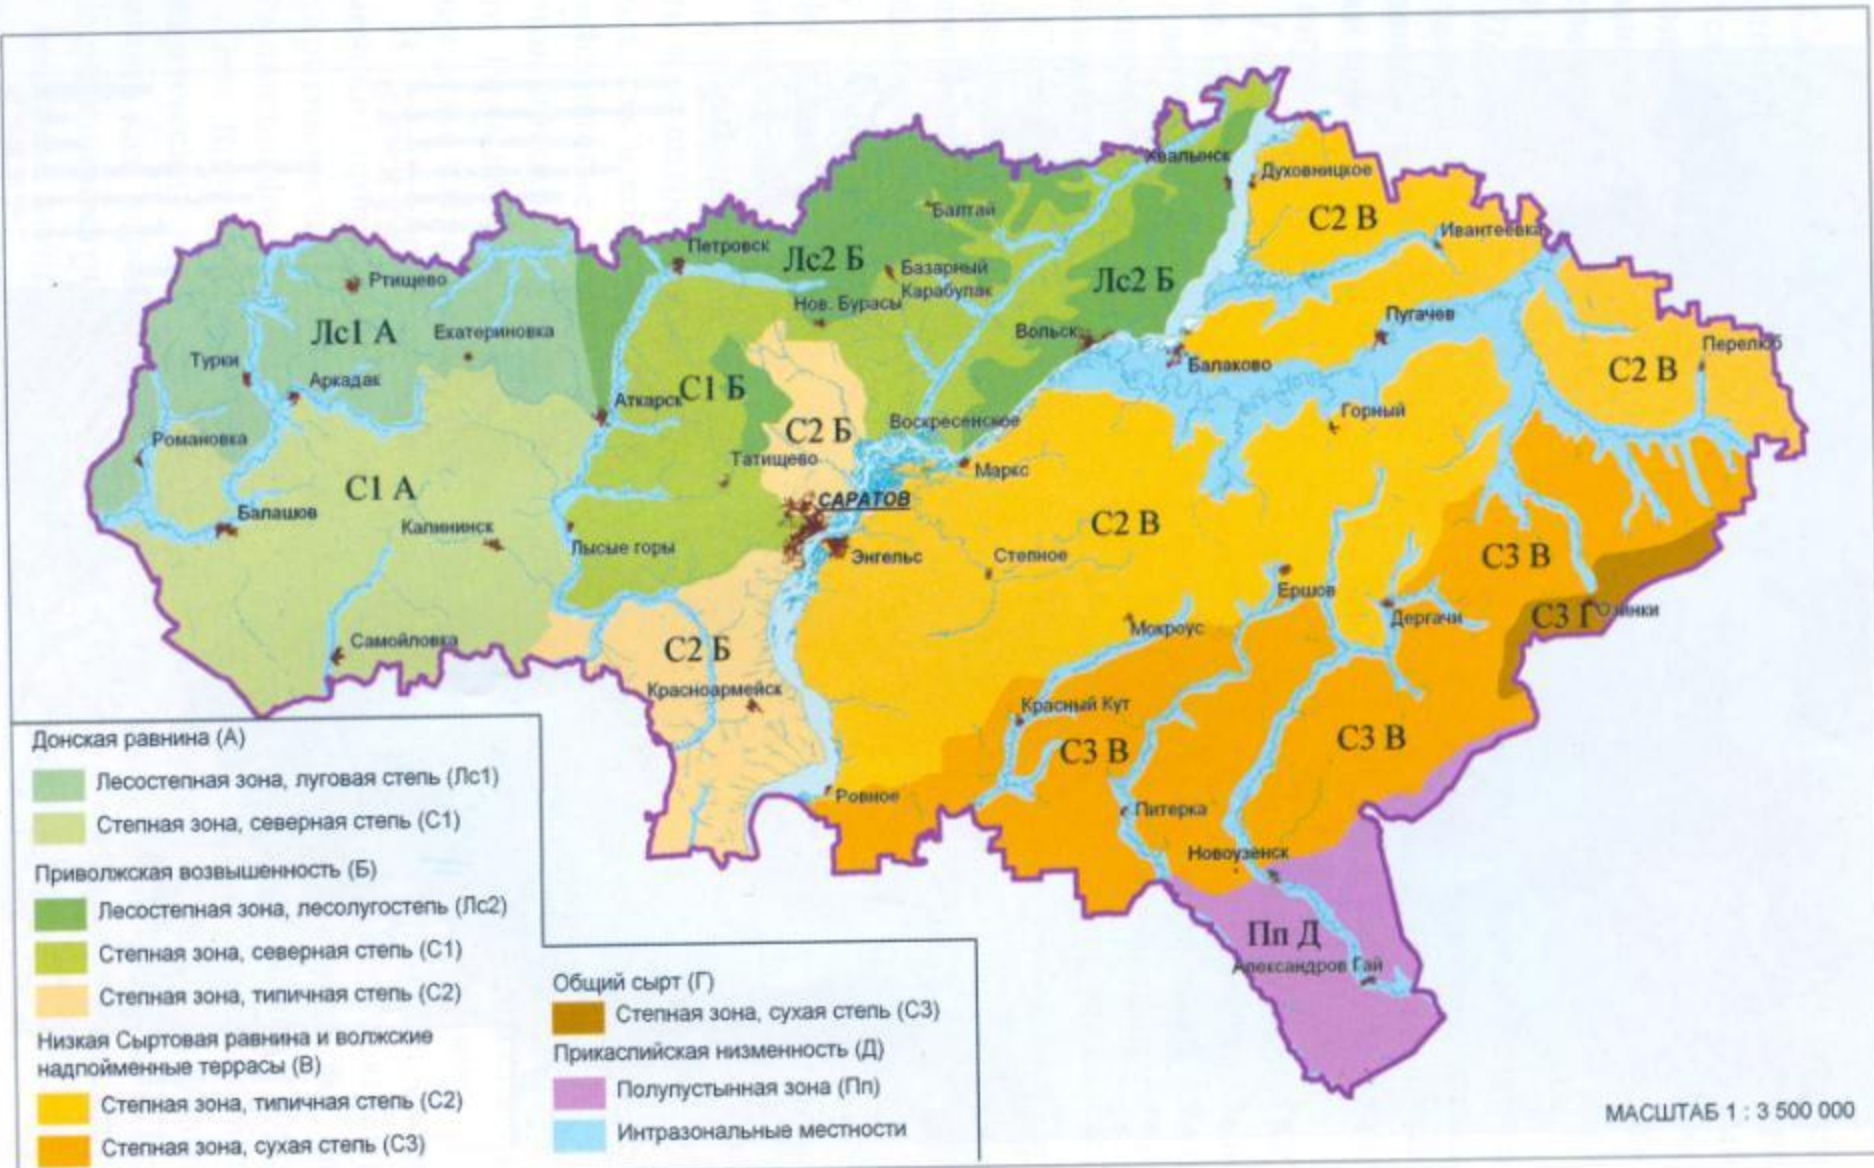 Хвалынск
Духовницкое
С2 В
Ивантеевка
Балтай
Петровск
Лс2 Б
Базарный
Карабулак
Лс2 Б
Ртищево
Нов. Бурасы
Лс1 А
Екатериновка
Вольск
Пугачев
Перелюб
Турки
Балаково
С2 В
Аркадак
Аткарск
С1 Б
Горный
Романовка
С2 Б
Воскресенское
Татищево
Маркс
С1 А
САРАТОВ
Балашов
Калининск
С2 В
Лысые горы
Энгельс
Степное
С3 В
Ершов
Дергачи
С3 Г
Озинки
Мокроус
Самойловка
С2 Б
Красноармейск
Красный Кут
С3 В
С3 В
Ровное
Питерка
Новоузенск
Пп Д
Александров Гай
Донская равнина (А)
Лесостепная зона, луговая степь (Лс1)
Степная зона, северная степь (С1)
Приволжская возвышенность (Б)
Лесостепная зона, лесолугостепь (Лс2)
Степная зона, северная степь (С1)
Степная зона, типичная степь (С2)
Низкая Сыртовая равнина и волжские
надпойменные террасы (В)
Степная зона, типичная степь (С2)
Степная зона, сухая степь (С3)
Общий сырт (Г)
Степная зона, сухая степь (С3)
Прикаспийская низменность (Д)
Полупустынная зона (Пп)
Интразональные местности
МАСШТАБ 1 : 3 500 000